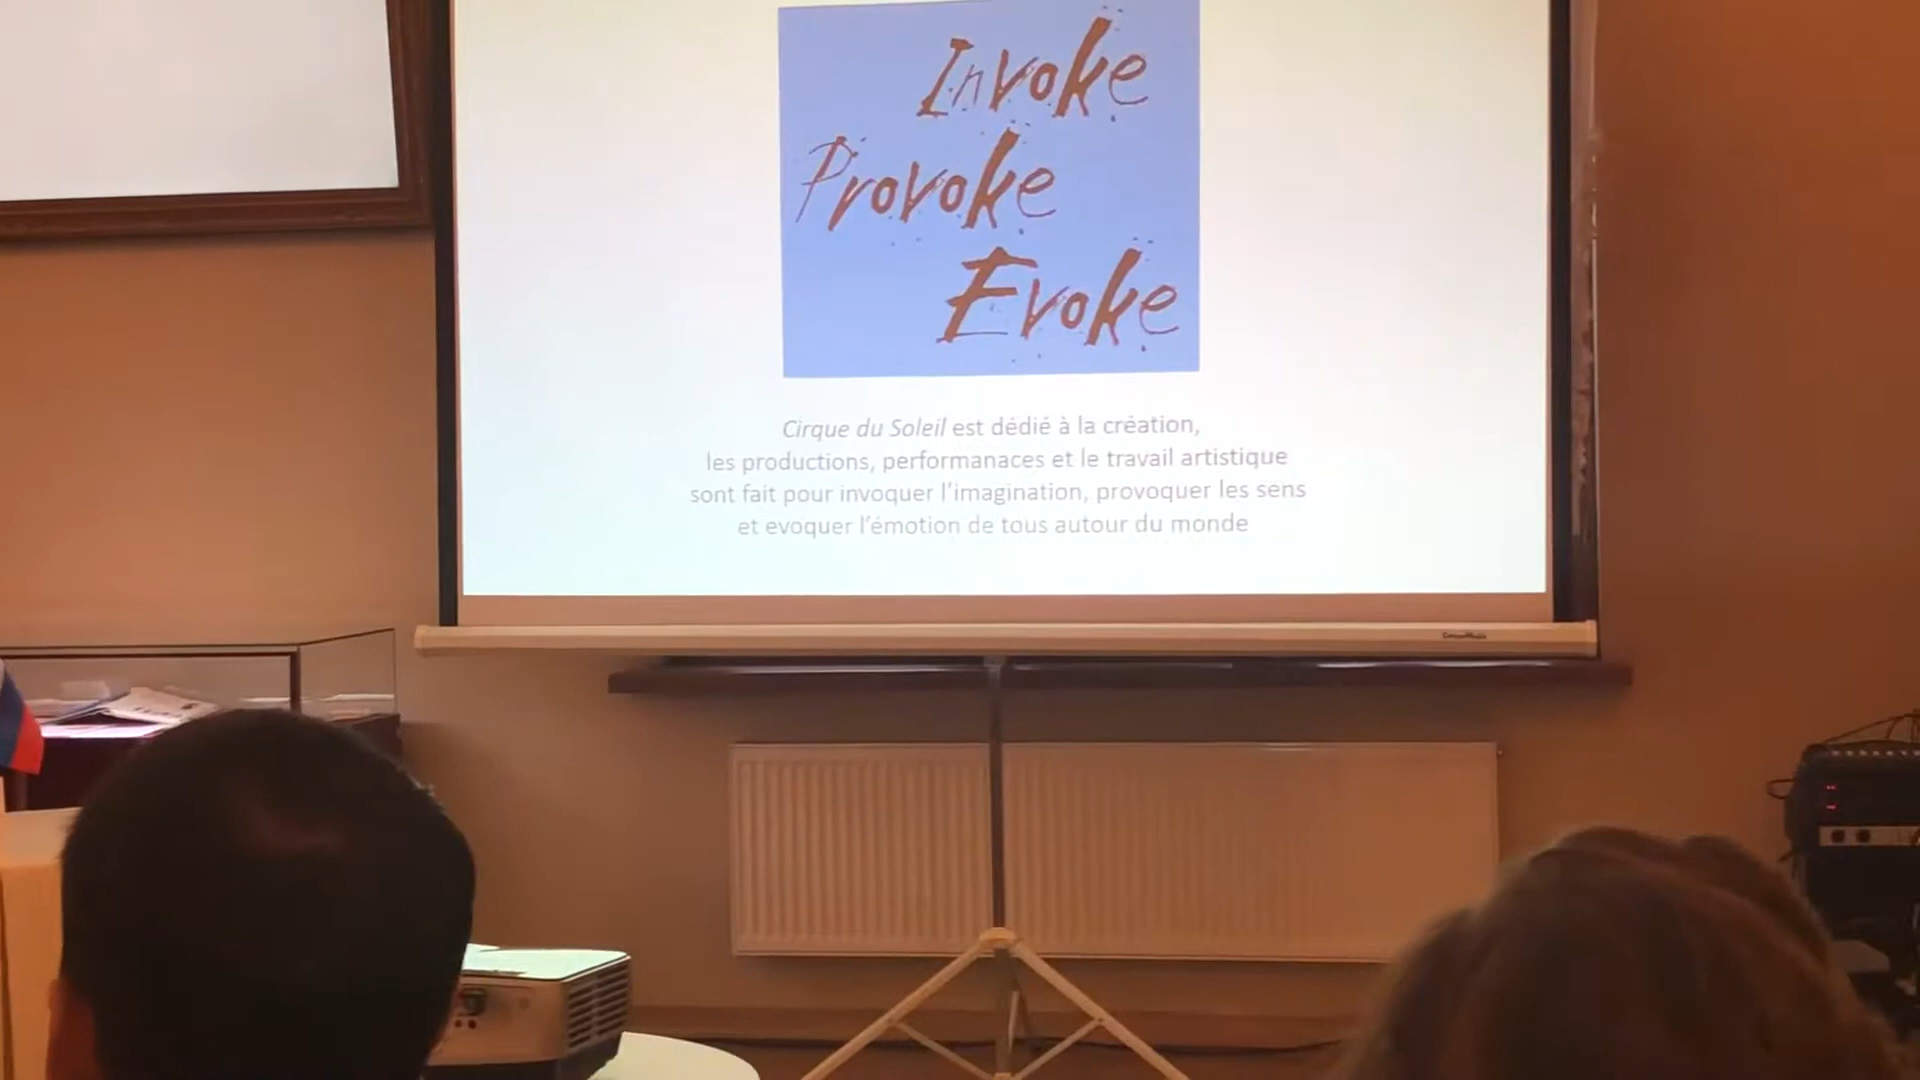 Invoke
Provoke
Evoke
Cirque du Soleil est dédié à la création,
les productions, performanaces et le travail artistique
sont fait pour invoquer l'imagination, provoquer les sens
et evoquer l'émotion de tous autour du monde